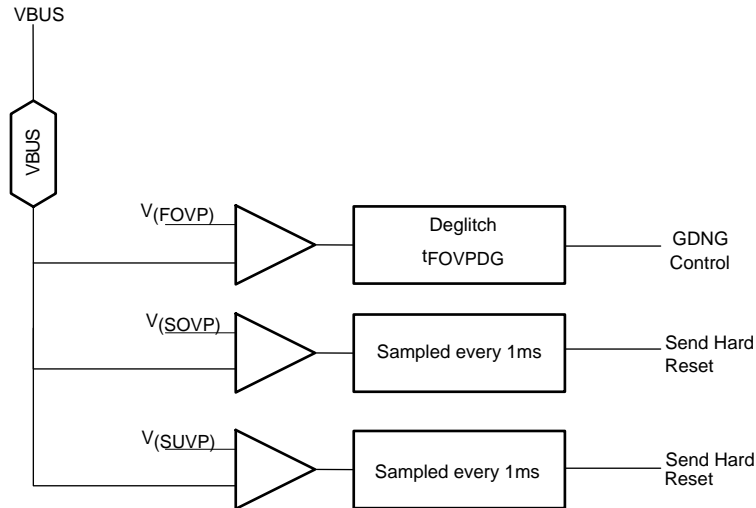 VBUS
VBUS
V(FOVP)
Deglitch
tFOVPDG
GDNG
Control
V(SOVP)
Sampled every 1ms
Send Hard
Reset
V(SUVP)
Sampled every 1ms
Send Hard
Reset